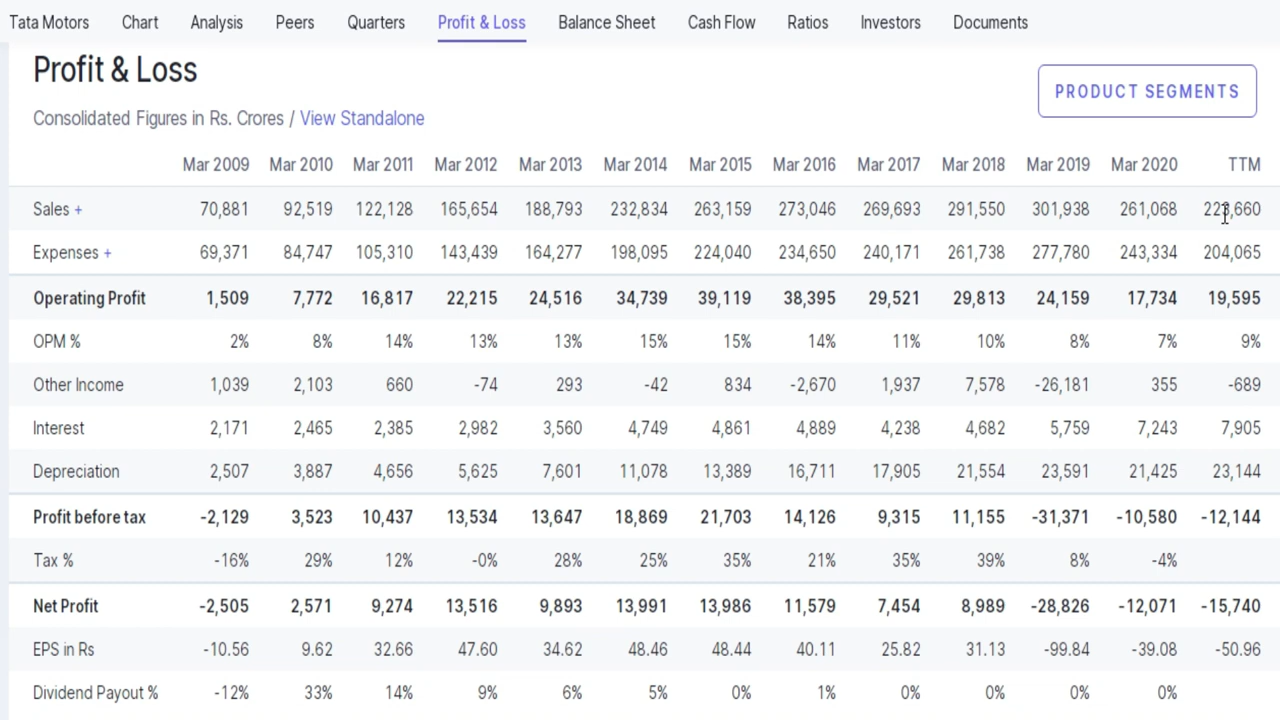 Tata Motors Chart Analysis Peers Quarters Profit & Loss Balance Sheet Cash Flow Ratios Investors Documents
Profit & Loss
PRODUCT SEGMENTS
Consolidated Figures in Rs. Crores / View Standalone
Mar 2009 Mar 2010 Mar 2011 Mar 2012 Mar 2013 Mar 2014 Mar 2015 Mar 2016 Mar 2017 Mar 2018 Mar 2019 Mar 2020 TTM
Sales + 70,881 92,519 122,128 165,654 188,793 232,834 263,159 273,046 269,693 291,550 301,938 261,068 223,660
Expenses + 69,371 84,747 105,310 143,439 164,277 198,095 224,040 234,650 240,171 261,738 277,780 243,334 204,065
Operating Profit 1,509 7,772 16,817 22,215 24,516 34,739 39,119 38,395 29,521 29,813 24,159 17,734 19,595
OPM % 2% 8% 14% 13% 13% 15% 15% 14% 11% 10% 8% 7% 9%
Other Income 1,039 2,103 660 -74 293 -42 834 -2,670 1,937 7,578 -26,181 355 -689
Interest 2,171 2,465 2,385 2,982 3,560 4,749 4,861 4,889 4,238 4,682 5,759 7,243 7,905
Depreciation 2,507 3,887 4,656 5,625 7,601 11,078 13,389 16,711 17,905 21,554 23,591 21,425 23,144
Profit before tax -2,129 3,523 10,437 13,534 13,647 18,869 21,703 14,126 9,315 11,155 -31,371 -10,580 -12,144
Tax % -16% 29% 12% -0% 28% 25% 35% 21% 35% 39% 8% -4%
Net Profit -2,505 2,571 9,274 13,516 9,893 13,991 13,986 11,579 7,454 8,989 -28,826 -12,071 -15,740
EPS in Rs -10.56 9.62 32.66 47.60 34.62 48.46 48.44 40.11 25.82 31.13 -99.84 -39.08 -50.96
Dividend Payout % -12% 33% 14% 9% 6% 5% 0% 1% 0% 0% 0% 0%